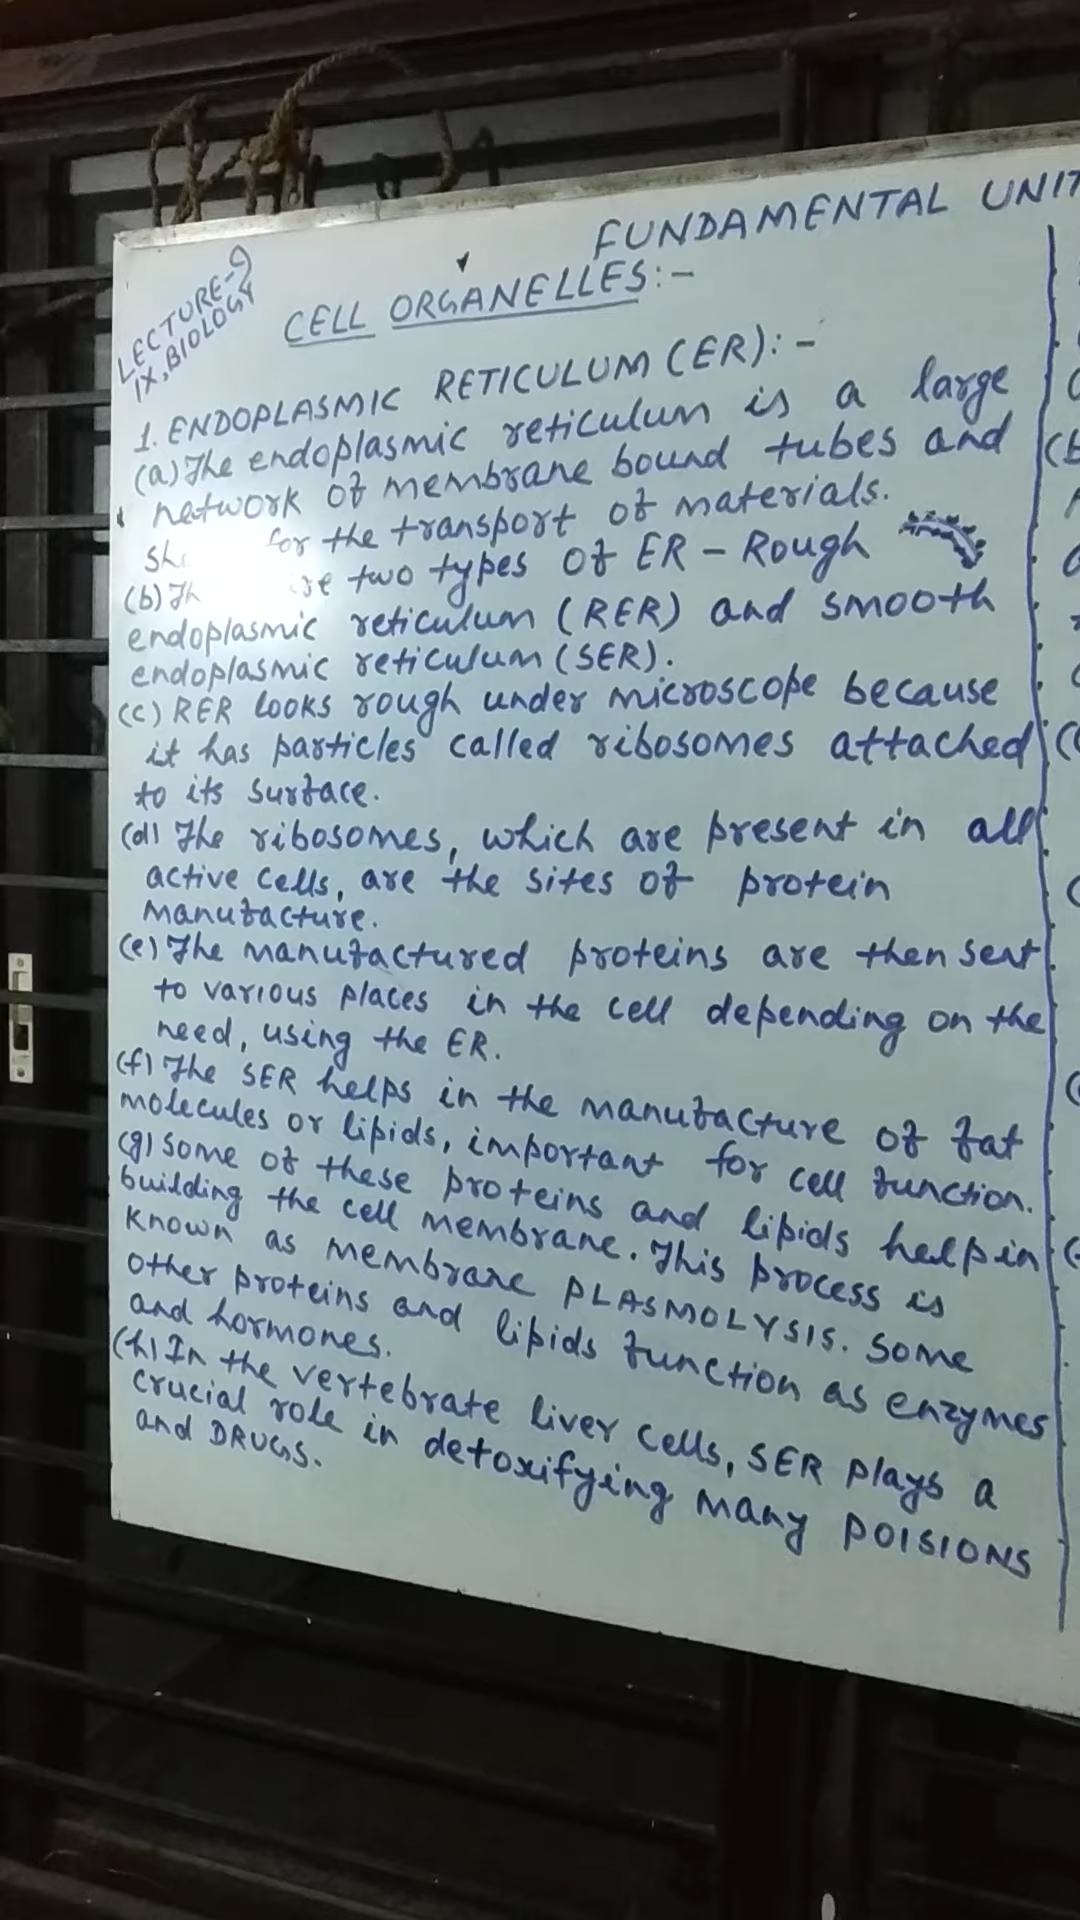 LECTURE-9
IX, BIOLOGY
FUNDAMENTAL UNIT
CELL ORGANELLES:-
1. ENDOPLASMIC RETICULUM (ER):-
(a) The endoplasmic reticulum is a large
network of membrane bound tubes and
for the transport of materials.
(b) two types of ER - Rough
endoplasmic reticulum (RER) and smooth
endoplasmic reticulum (SER).
(c) RER looks rough under microscope because
it has particles called ribosomes attached
to its surface.
(d) The ribosomes, which are present in all
active cells, are the sites of protein
manufacture.
(e) The manufactured proteins are then sent
to various places in the cell depending on the
need, using the ER.
(f) The SER helps in the manufacture of fat
molecules or lipids, important for cell function.
(g) Some of these proteins and lipids help in
building the cell membrane. This process is
known as membrane PLASMOLYSIS. Some
other proteins and lipids function as enzymes
and hormones.
(h) In the vertebrate liver cells, SER plays a
crucial role in detoxifying many POISIONS
and DRUGS.